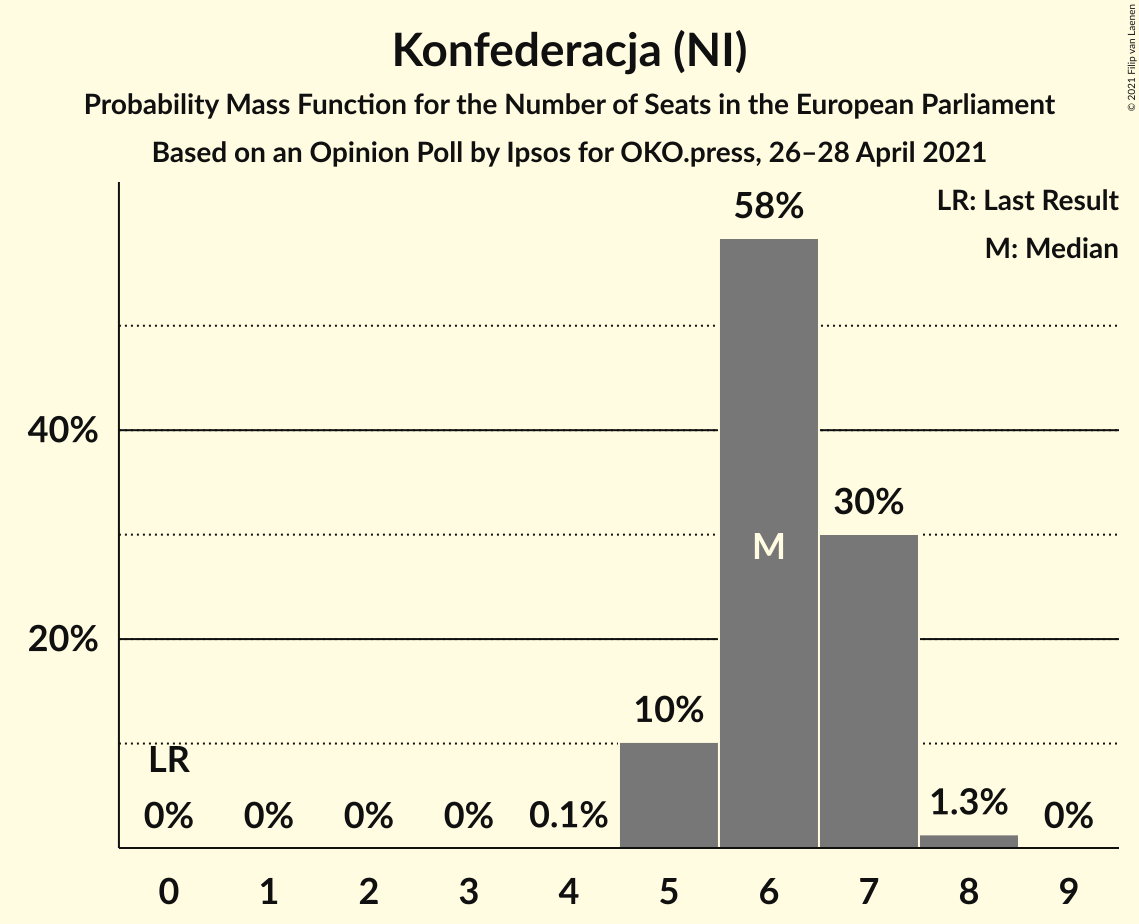 Konfederacja (NI)
Probability Mass Function for the Number of Seats in the European Parliament
Based on an Opinion Poll by Ipsos for OKO.press, 26–28 April 2021
© 2021 Filip van Laenen
LR: Last Result
M: Median
58%
40%
30%
M
20%
10%
LR
0%
0%
0%
0%
0.1%
1.3%
0%
0 1 2 3 4 5 6 7 8 9